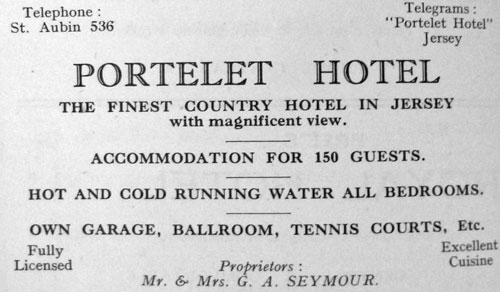 Telephone :
St. Aubin 536
Telegrams :
"Portelet Hotel"
Jersey
PORTELET HOTEL
THE FINEST COUNTRY HOTEL IN JERSEY
with magnificent view.
ACCOMMODATION FOR 150 GUESTS.
HOT AND COLD RUNNING WATER ALL BEDROOMS.
OWN GARAGE, BALLROOM, TENNIS COURTS, Etc.
Fully
Licensed
Excellent
Cuisine
Proprietors :
Mr. & Mrs. G. A. SEYMOUR.